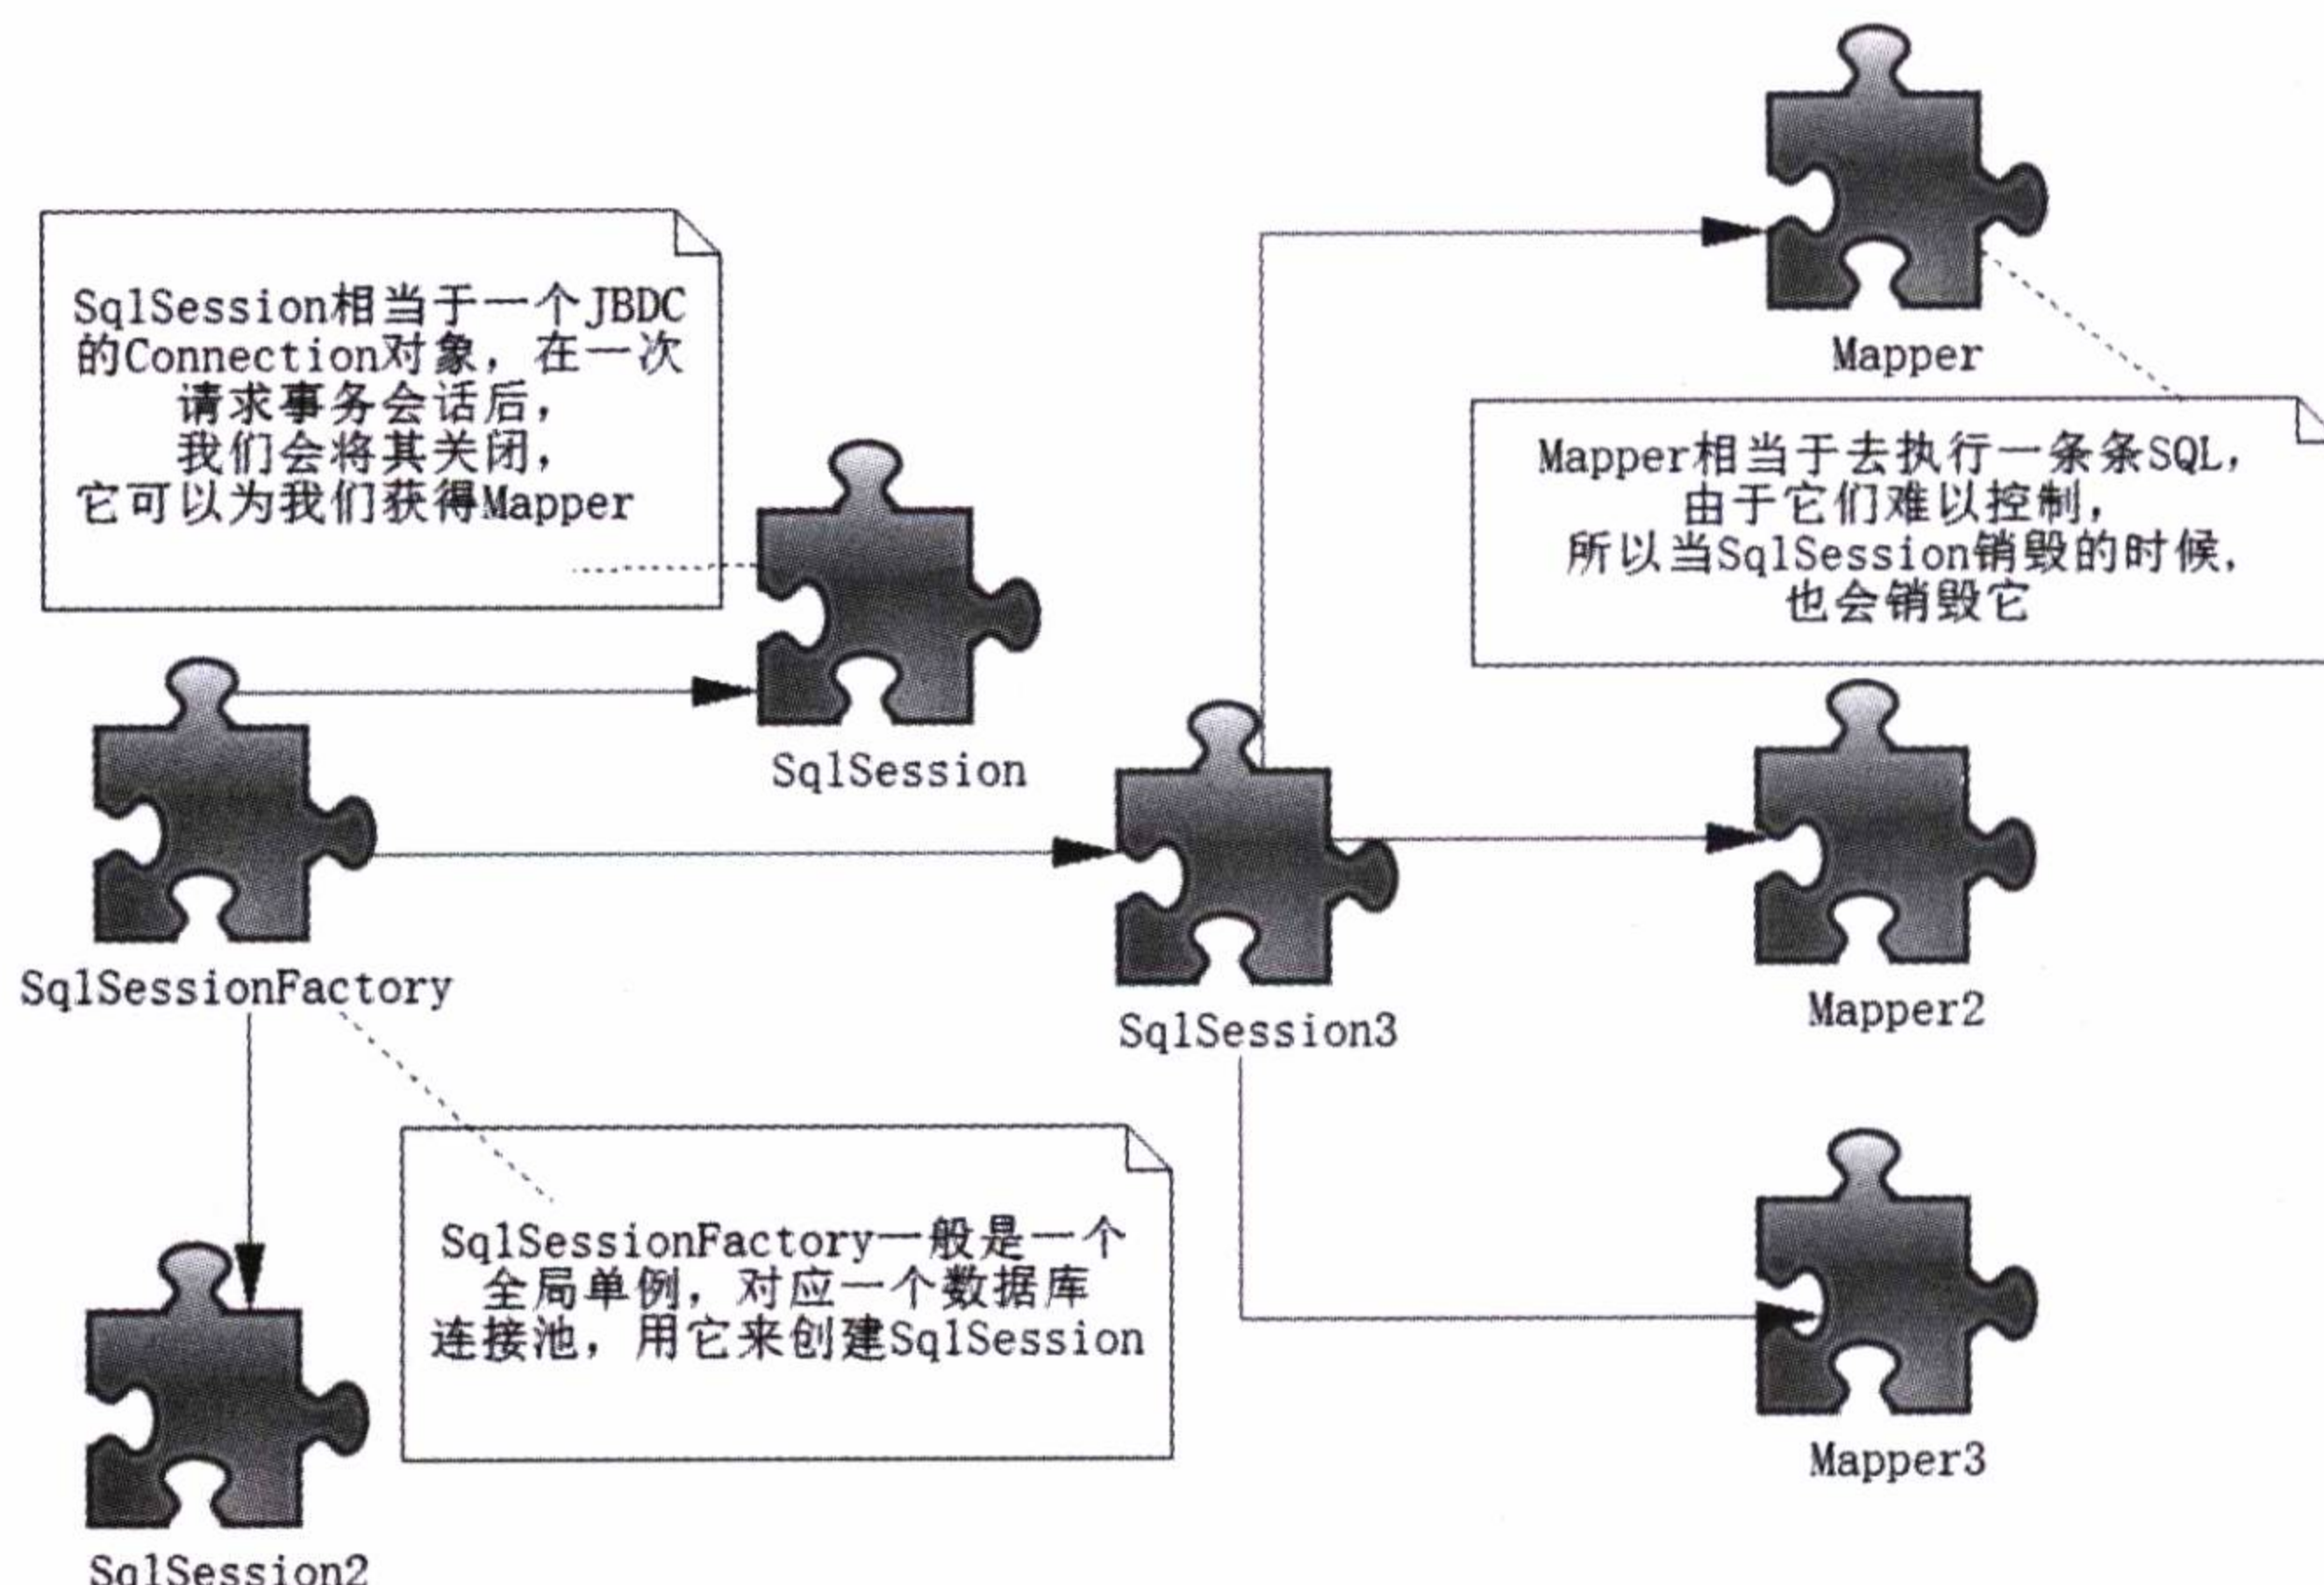 SqlSession相当于一个JBDC
的Connection对象，在一次
请求事务会话后，
我们会将其关闭，
它可以为我们获得Mapper
Mapper
Mapper相当于去执行一条条SQL，
由于它们难以控制，
所以当SqlSession销毁的时候，
也会销毁它
SqlSession
SqlSessionFactory
SqlSession3
Mapper2
SqlSessionFactory一般是一个
全局单例，对应一个数据库
连接池，用它来创建SqlSession
Mapper3
SqlSession2